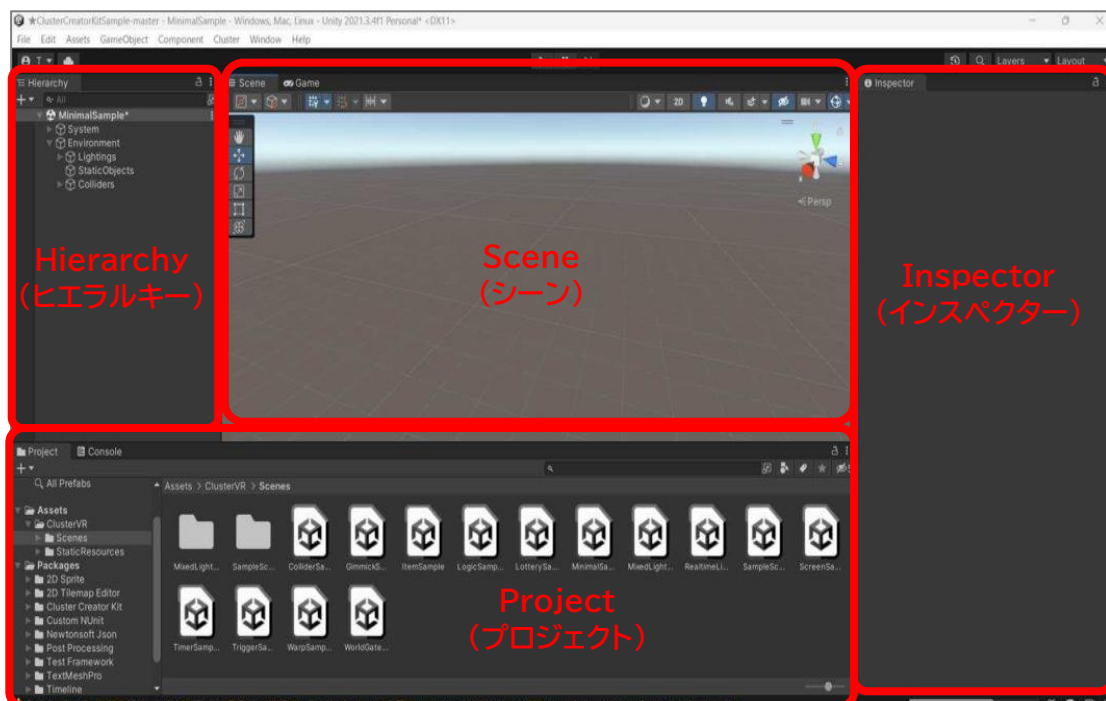 ★ClusterCreatorKitSample-master - MinimalSample - Windows, Mac, Linux - Unity 2021.3.4f1 Personal* <DX11>
File Edit Assets GameObject Component Cluster Window Help
T Layers Layout
Hierarchy
All
MinimalSample*
System
Environment
Lightings
StaticObjects
Colliders
Hierarchy
(ヒエラルキー)
Scene Game
2D
Persp
Scene
(シーン)
Inspector
Inspector
(インスペクター)
Project Console
All Prefabs
Assets
ClusterVR
Scenes
StaticResources
Packages
2D Sprite
2D Tilemap Editor
Cluster Creator Kit
Custom NUnit
Newtonsoft Json
Post Processing
Test Framework
TextMeshPro
Timeline
Assets > ClusterVR > Scenes
MixedLight... SampleSc... ColliderSa... GimmickS... ItemSample LogicSamp... LotterySa... MinimalSa... MixedLight... RealtimeLi... SampleSc... ScreenSa...
TimerSamp... TriggerSa... WarpSamp... WorldGate...
Project
(プロジェクト)